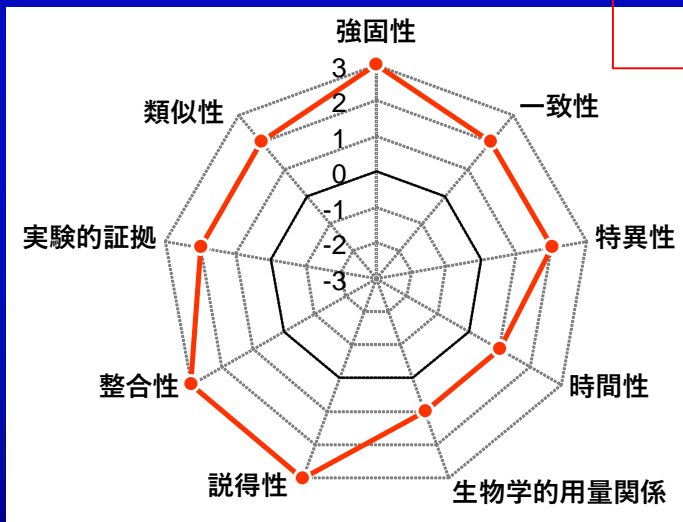 強固性
一致性
特異性
時間性
生物学的用量関係
説得性
整合性
実験的証拠
類似性
3
2
1
0
-1
-2
-3